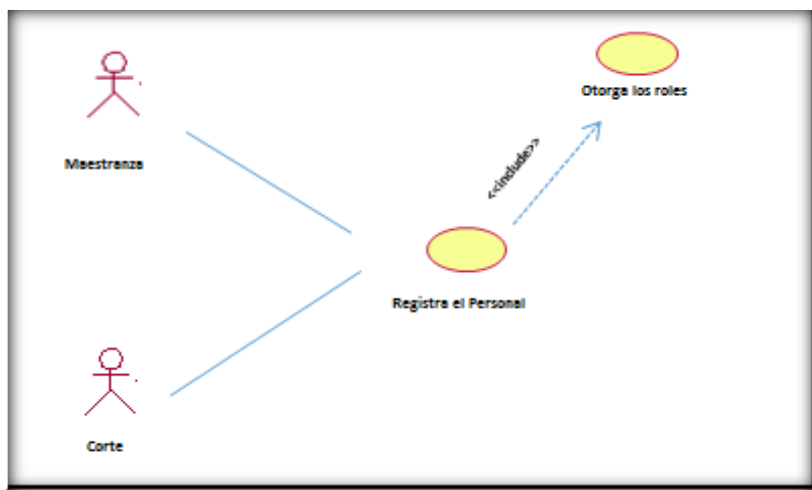 Otorga los roles
Maestranza
<<include>>
Registra el Personal
Corte